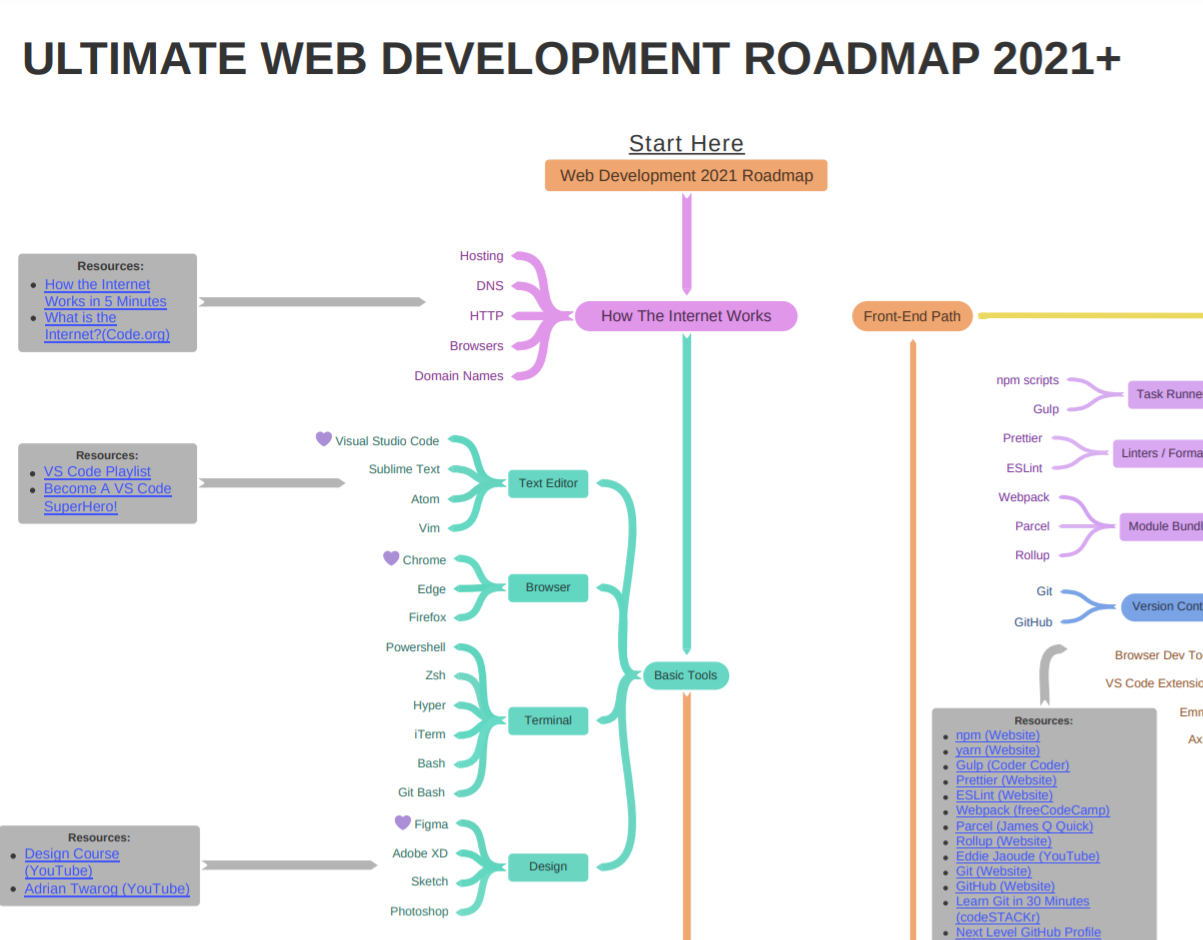 ULTIMATE WEB DEVELOPMENT ROADMAP 2021+
Start Here
Web Development 2021 Roadmap
Resources:
How the Internet
Works in 5 Minutes
What is the
Internet?(Code.org)
Hosting
DNS
HTTP
Browsers
Domain Names
How The Internet Works
Front-End Path
Resources:
VS Code Playlist
Become A VS Code
SuperHero!
Visual Studio Code
Sublime Text
Atom
Vim
Text Editor
Chrome
Edge
Firefox
Browser
Powershell
Zsh
Hyper
iTerm
Bash
Git Bash
Terminal
Basic Tools
Resources:
Design Course
(YouTube)
Adrian Twarog (YouTube)
Figma
Adobe XD
Sketch
Photoshop
Design
npm scripts
Gulp
Task Runne
Prettier
ESLint
Linters / Forma
Webpack
Parcel
Rollup
Module Bundl
Git
GitHub
Version Cont
Browser Dev To
VS Code Extensio
Emm
Ax
Resources:
npm (Website)
yarn (Website)
Gulp (Coder Coder)
Prettier (Website)
ESLint (Website)
Webpack (freeCodeCamp)
Parcel (James Q Quick)
Rollup (Website)
Eddie Jaoude (YouTube)
Git (Website)
GitHub (Website)
Learn Git in 30 Minutes
(codeSTACKr)
Next Level GitHub Profile